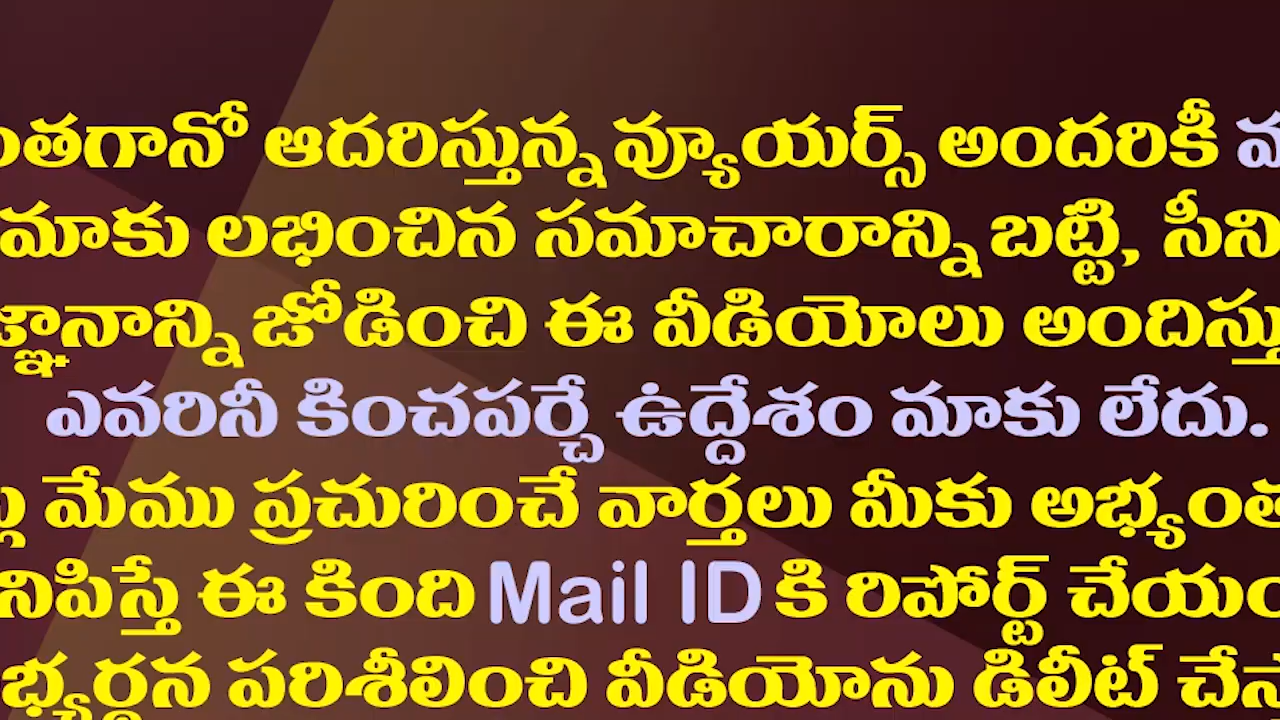 ంతగానో ఆదరిస్తున్న వ్యూయర్స్ అందరికీ
మాకు లభించిన సమాచారాన్ని బట్టి, సీని
జ్ఞానాన్ని జోడించి ఈ వీడియోలు అందిస్తు
ఎవరినీ కించపర్చే ఉద్దేశం మాకు లేదు.
మేము ప్రచురించే వార్తలు మీకు అభ్యంత
నిపిస్తే ఈ కింది Mail ID కి రిపోర్ట్ చేయం
భ్యర్థన పరిశీలించి వీడియోను డిలీట్ చేస